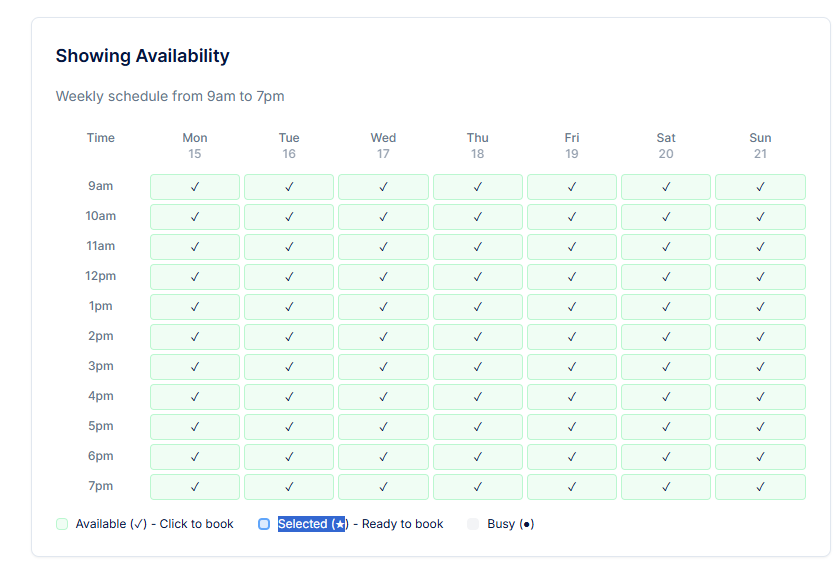 Showing Availability
Weekly schedule from 9am to 7pm
Time Mon Tue Wed Thu Fri Sat Sun
15 16 17 18 19 20 21
9am ✓ ✓ ✓ ✓ ✓ ✓ ✓
10am ✓ ✓ ✓ ✓ ✓ ✓ ✓
11am ✓ ✓ ✓ ✓ ✓ ✓ ✓
12pm ✓ ✓ ✓ ✓ ✓ ✓ ✓
1pm ✓ ✓ ✓ ✓ ✓ ✓ ✓
2pm ✓ ✓ ✓ ✓ ✓ ✓ ✓
3pm ✓ ✓ ✓ ✓ ✓ ✓ ✓
4pm ✓ ✓ ✓ ✓ ✓ ✓ ✓
5pm ✓ ✓ ✓ ✓ ✓ ✓ ✓
6pm ✓ ✓ ✓ ✓ ✓ ✓ ✓
7pm ✓ ✓ ✓ ✓ ✓ ✓ ✓
Available (✓) - Click to book Selected (★) - Ready to book Busy (●)